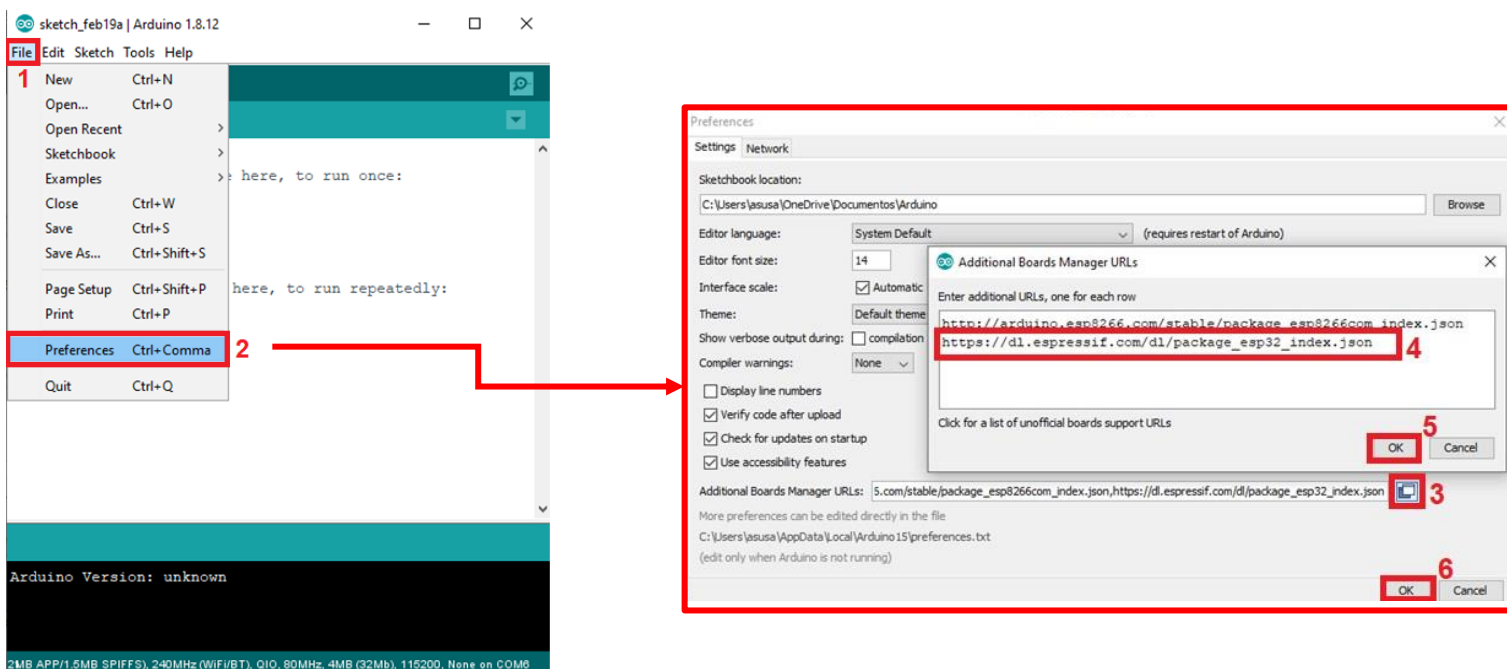 sketch_feb19a | Arduino 1.8.12
File Edit Sketch Tools Help
1
New Ctrl+N
Open... Ctrl+O
Open Recent
Sketchbook
Examples
Close Ctrl+W
Save Ctrl+S
Save As... Ctrl+Shift+S
Page Setup Ctrl+Shift+P
Print Ctrl+P
Preferences Ctrl+Comma 2
Quit Ctrl+Q
here, to run once:
here, to run repeatedly:
Arduino Version: unknown
2MB APP/1.5MB SPIFFS), 240MHz (WiFi/BT), QIO, 80MHz, 4MB (32Mb), 115200, None on COM6
Preferences
Settings Network
Sketchbook location:
C:\Users\asusa\OneDrive\Documentos\Arduino Browse
Editor language: System Default (requires restart of Arduino)
Editor font size: 14
Interface scale: Automatic
Theme: Default theme
Show verbose output during: compilation
Compiler warnings: None
Display line numbers
Verify code after upload
Check for updates on startup
Use accessibility features
Additional Boards Manager URLs: 5.com/stable/package_esp8266com_index.json,https://dl.espressif.com/dl/package_esp32_index.json 3
More preferences can be edited directly in the file
C:\Users\asusa\AppData\Local\Arduino15\preferences.txt
(edit only when Arduino is not running)
6
OK Cancel
Additional Boards Manager URLs
Enter additional URLs, one for each row
http://arduino.esp8266.com/stable/package_esp8266com_index.json
https://dl.espressif.com/dl/package_esp32_index.json 4
Click for a list of unofficial boards support URLs
5
OK Cancel